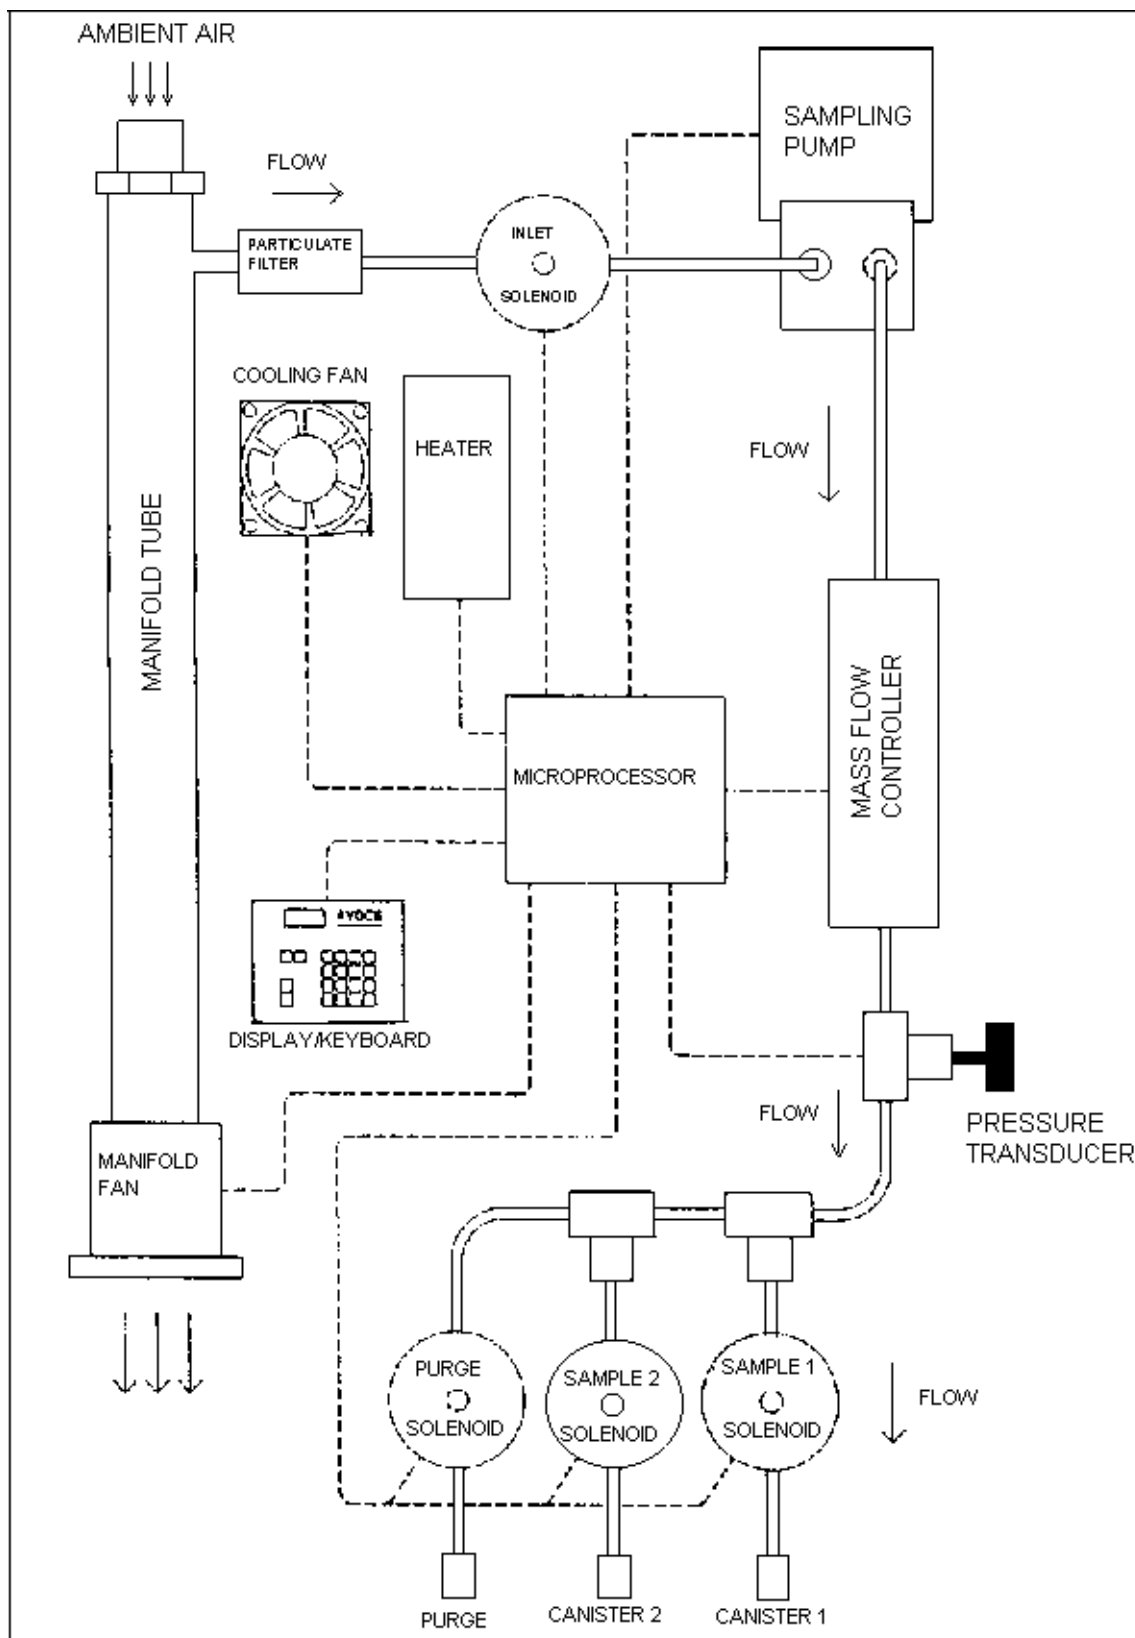 AMBIENT AIR
SAMPLING
PUMP
FLOW
PARTICULATE
FILTER
INLET
SOLENOID
COOLING FAN
HEATER
FLOW
MANIFOLD TUBE
MASS FLOW
CONTROLLER
MICROPROCESSOR
DISPLAY/KEYBOARD
FLOW
PRESSURE
TRANSDUCER
MANIFOLD
FAN
PURGE
SOLENOID
SAMPLE 2
SOLENOID
SAMPLE 1
SOLENOID
FLOW
PURGE
CANISTER 2
CANISTER 1